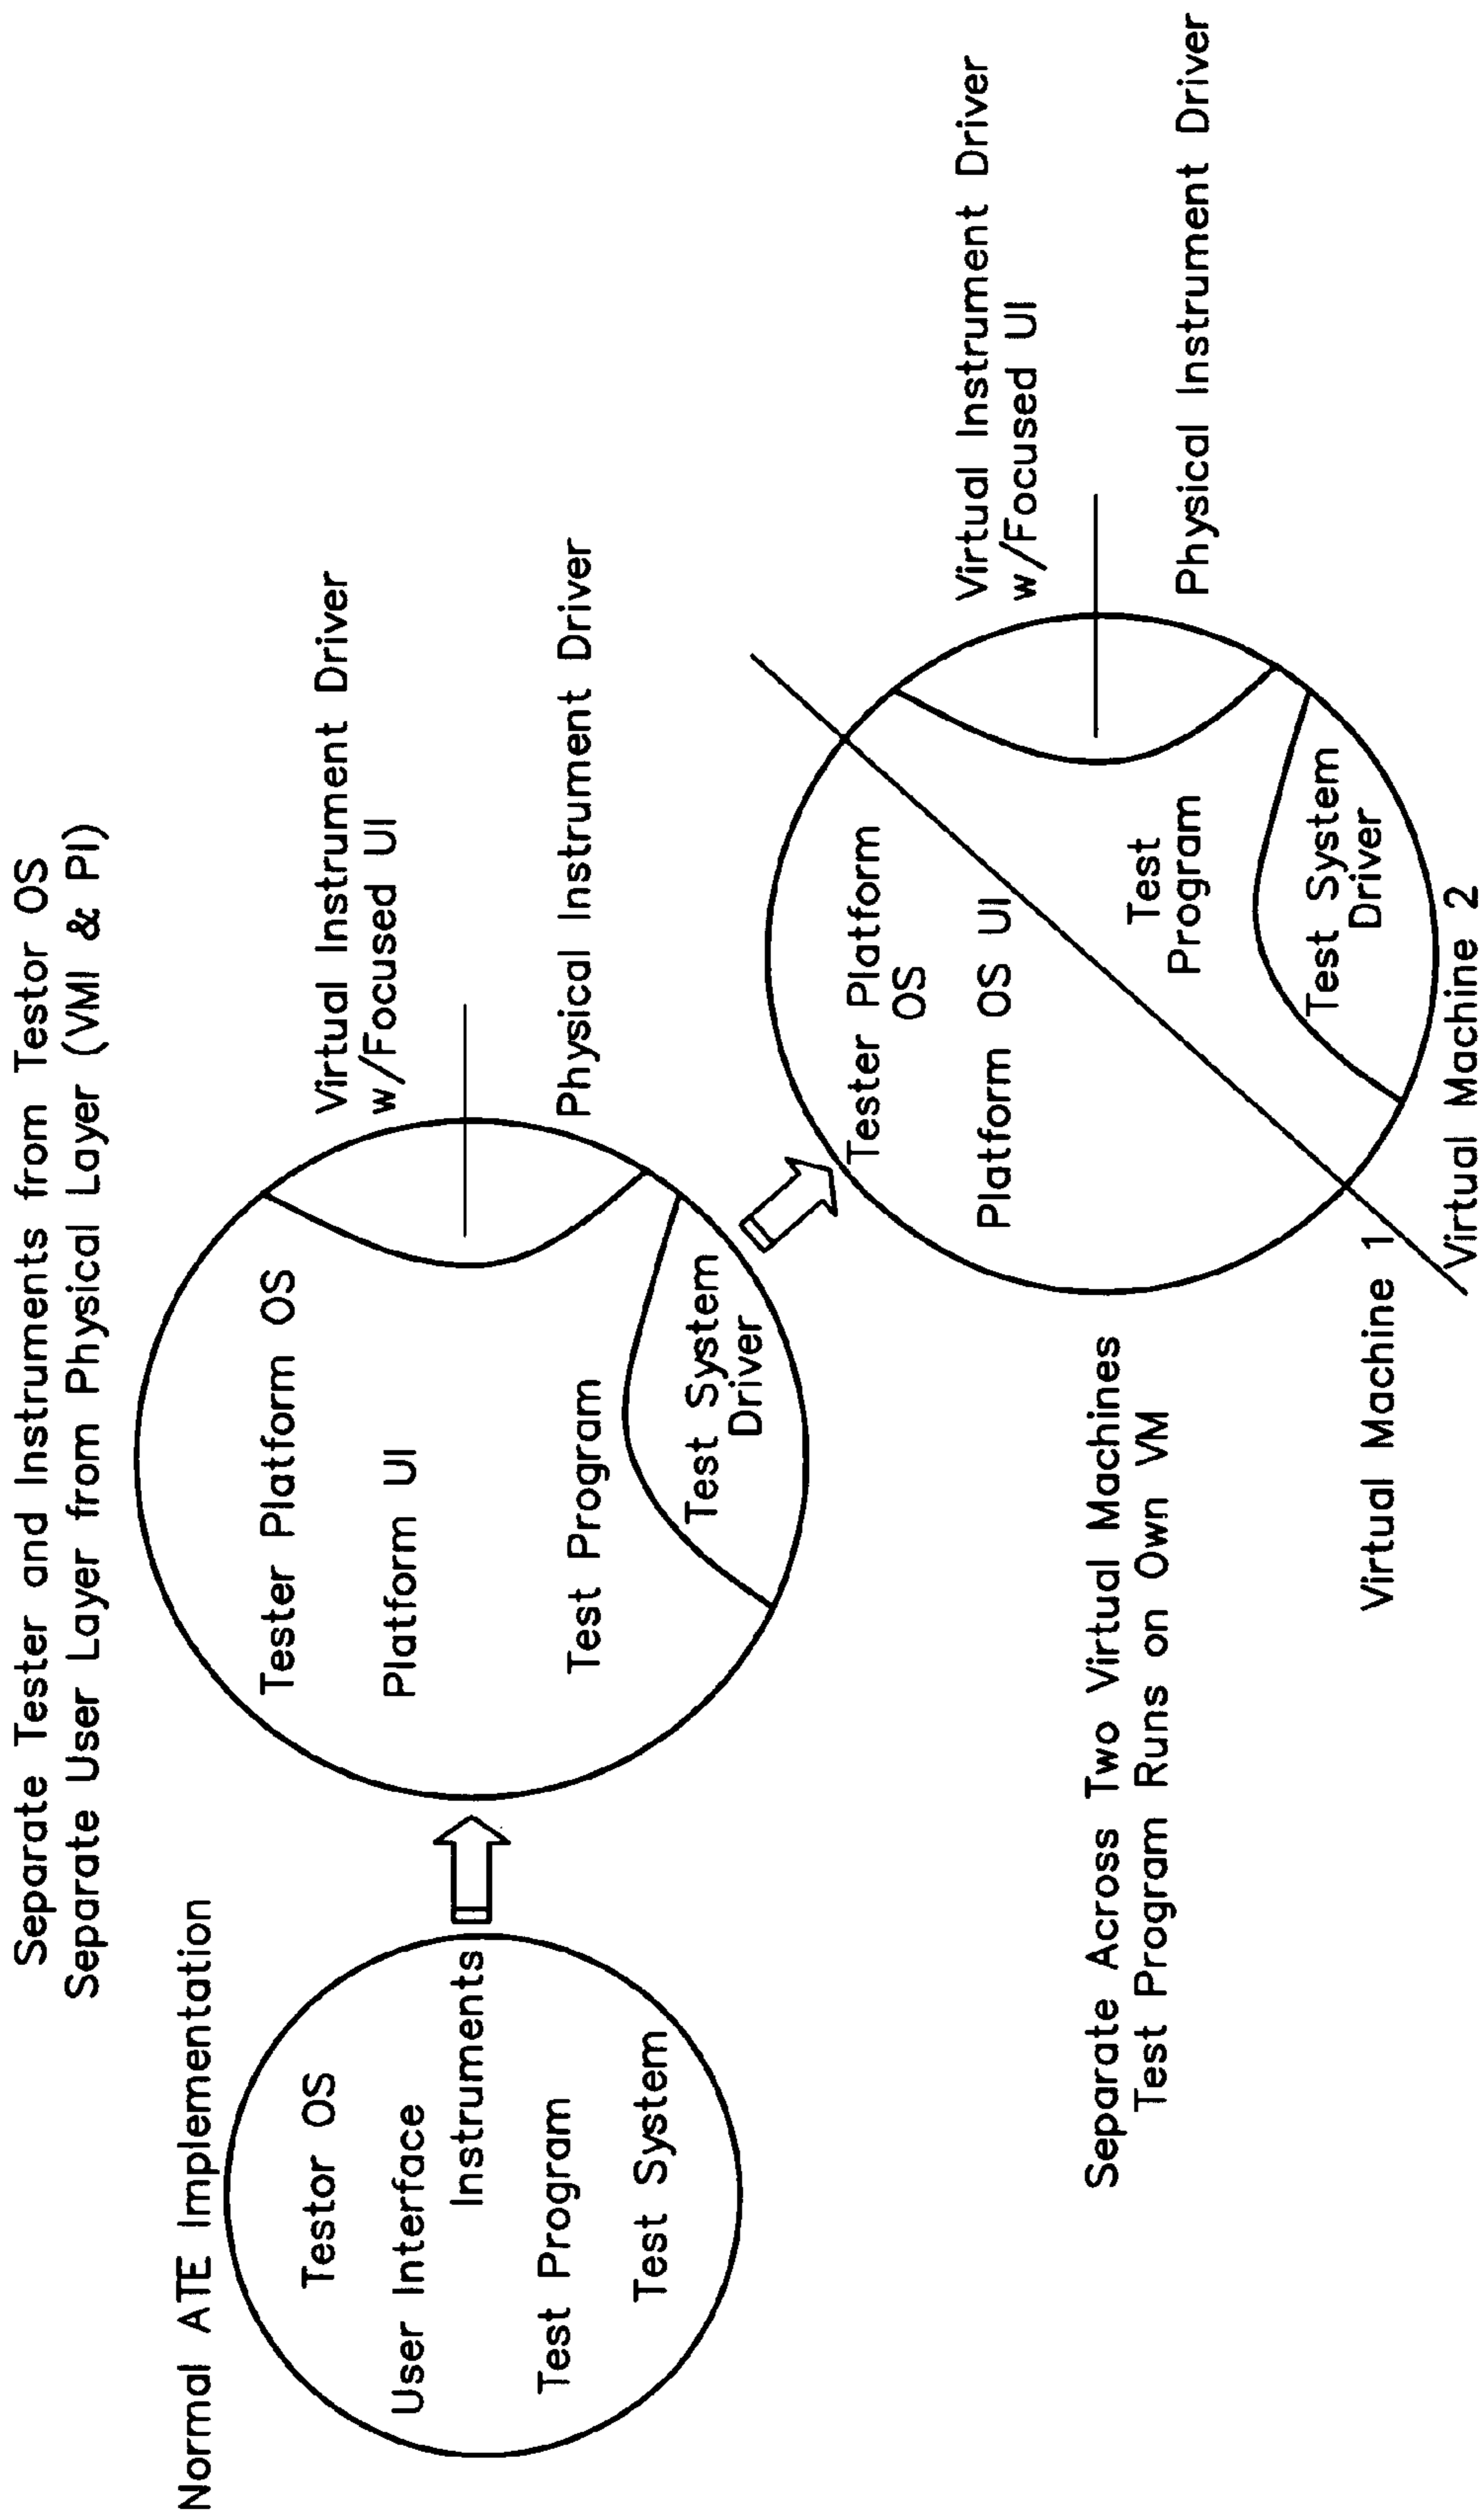 Separate Tester and Instruments from Testor OS
Separate User Layer from Physical Layer (VMI & PI)
Normal ATE Implementation
Testor OS
User Interface
Instruments
Test Program
Test System
Tester Platform OS
Platform UI
Test Program
Test System
Driver
Virtual Instrument Driver
w/Focused UI
Physical Instrument Driver
Separate Across Two Virtual Machines
Test Program Runs on Own VM
Tester Platform
OS
Platform OS UI
Test
Program
Test System
Driver
Virtual Instrument Driver
w/Focused UI
Physical Instrument Driver
Virtual Machine 1
Virtual Machine 2